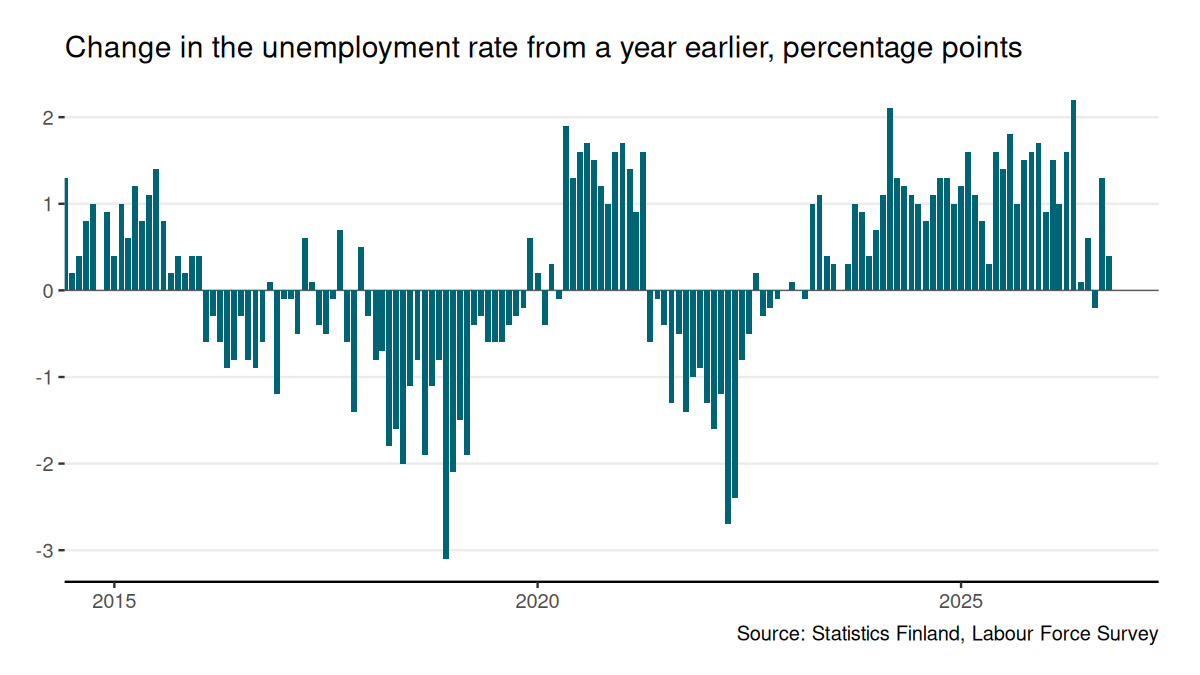 Change in the unemployment rate from a year earlier, percentage points
2
1
0
-1
-2
-3
2015 2020 2025
Source: Statistics Finland, Labour Force Survey